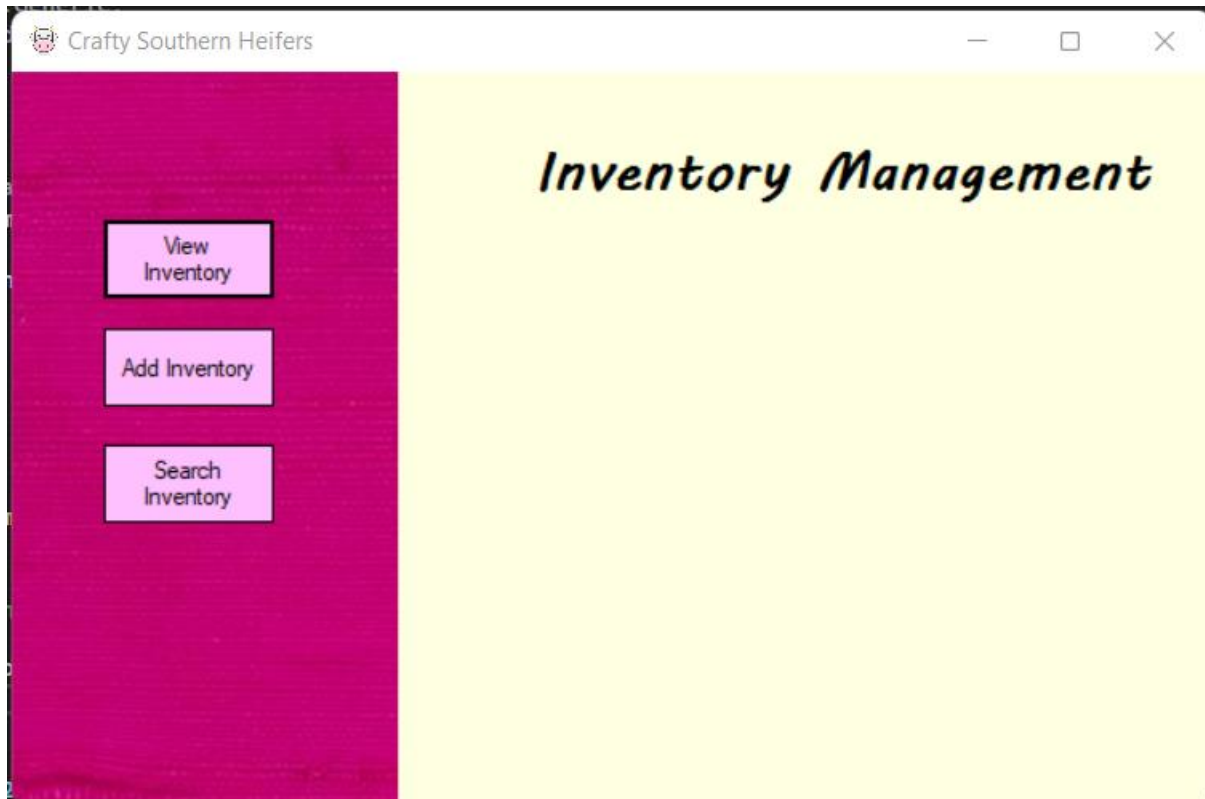 Crafty Southern Heifers
Inventory Management
View
Inventory
Add Inventory
Search
Inventory